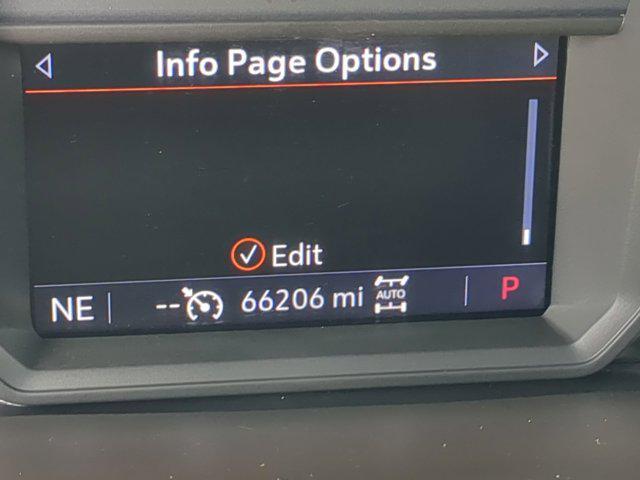 Info Page Options
Edit
NE -- 66206 mi AUTO P